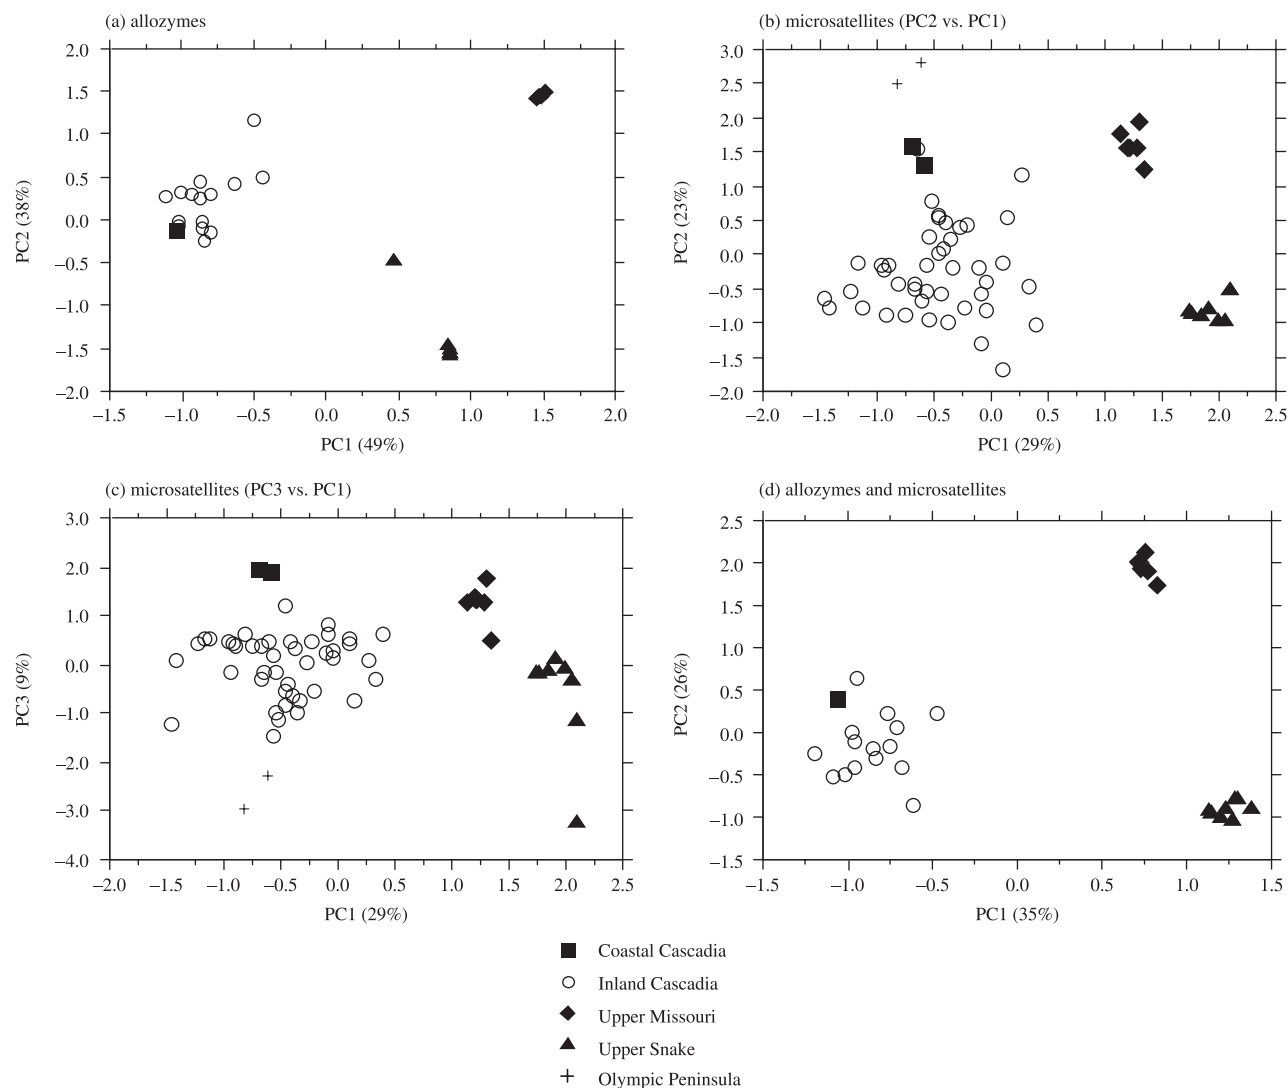 (a) allozymes
2.0
1.5
1.0
0.5
0.0
–0.5
–1.0
–1.5
–2.0
PC2 (38%)
–1.5 –1.0 –0.5 0.0 0.5 1.0 1.5 2.0
PC1 (49%)
(b) microsatellites (PC2 vs. PC1)
3.0
2.5
2.0
1.5
1.0
0.5
0.0
–0.5
–1.0
–1.5
–2.0
PC2 (23%)
–2.0 –1.5 –1.0 –0.5 0.0 0.5 1.0 1.5 2.0 2.5
PC1 (29%)
(c) microsatellites (PC3 vs. PC1)
3.0
2.0
1.0
0.0
–1.0
–2.0
–3.0
–4.0
PC3 (9%)
–2.0 –1.5 –1.0 –0.5 0.0 0.5 1.0 1.5 2.0 2.5
PC1 (29%)
(d) allozymes and microsatellites
2.5
2.0
1.5
1.0
0.5
0.0
–0.5
–1.0
–1.5
PC2 (26%)
–1.5 –1.0 –0.5 0.0 0.5 1.0 1.5
PC1 (35%)
Coastal Cascadia
Inland Cascadia
Upper Missouri
Upper Snake
Olympic Peninsula